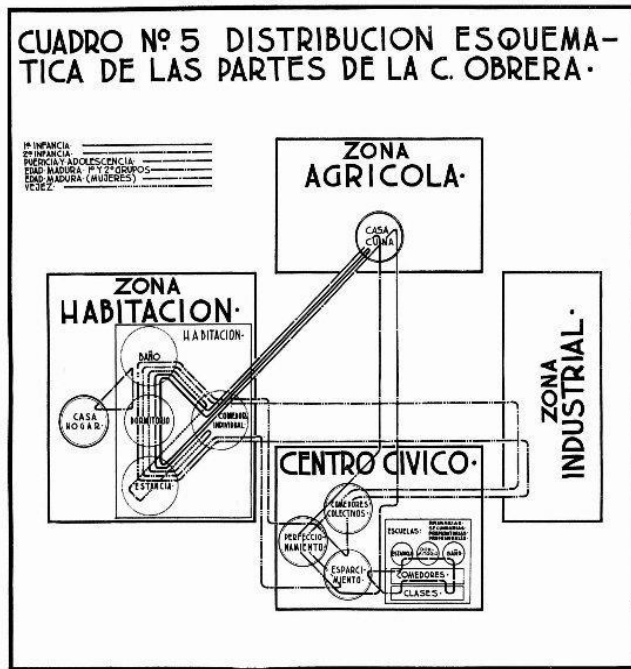 CUADRO Nº 5 DISTRIBUCION ESQUEMA-
TICA DE LAS PARTES DE LA C. OBRERA.
1ª INFANCIA
2ª INFANCIA
PUERICIA Y ADOLESCENCIA
EDAD MADURA 1º Y 2º GRUPOS
EDAD MADURA (MUJERES)
VEJEZ
ZONA
AGRICOLA.
CASA
CUNA
ZONA
HABITACION.
HABITACION.
BAÑO
CASA
HOGAR.
DORMITORIO
COMEDOR
INDIVIDUAL
ESTANCIA
ZONA
INDUSTRIAL.
CENTRO CIVICO.
COMEDORES
COLECTIVOS
PERFECCIO-
NAMIENTO.
ESPARCI-
MIENTO.
ESCUELAS:
ESTANCIA
BAÑO
COMEDORES.
CLASES.